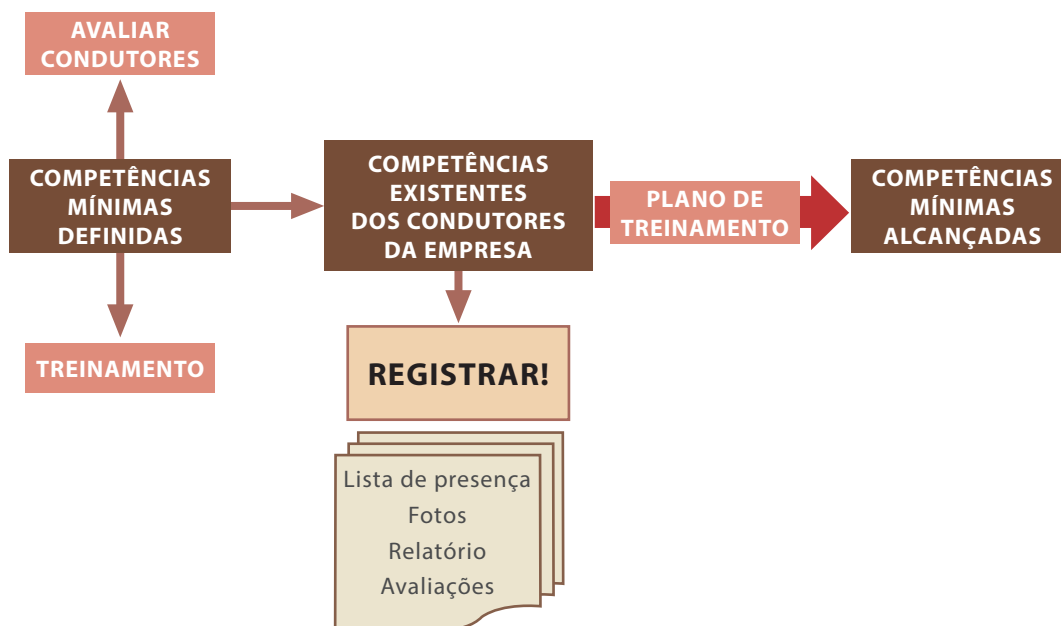 AVALIAR
CONDUTORES
COMPETÊNCIAS
MÍNIMAS
DEFINIDAS
TREINAMENTO
COMPETÊNCIAS
EXISTENTES
DOS CONDUTORES
DA EMPRESA
PLANO DE
TREINAMENTO
COMPETÊNCIAS
MÍNIMAS
ALCANÇADAS
REGISTRAR!
Lista de presença
Fotos
Relatório
Avaliações